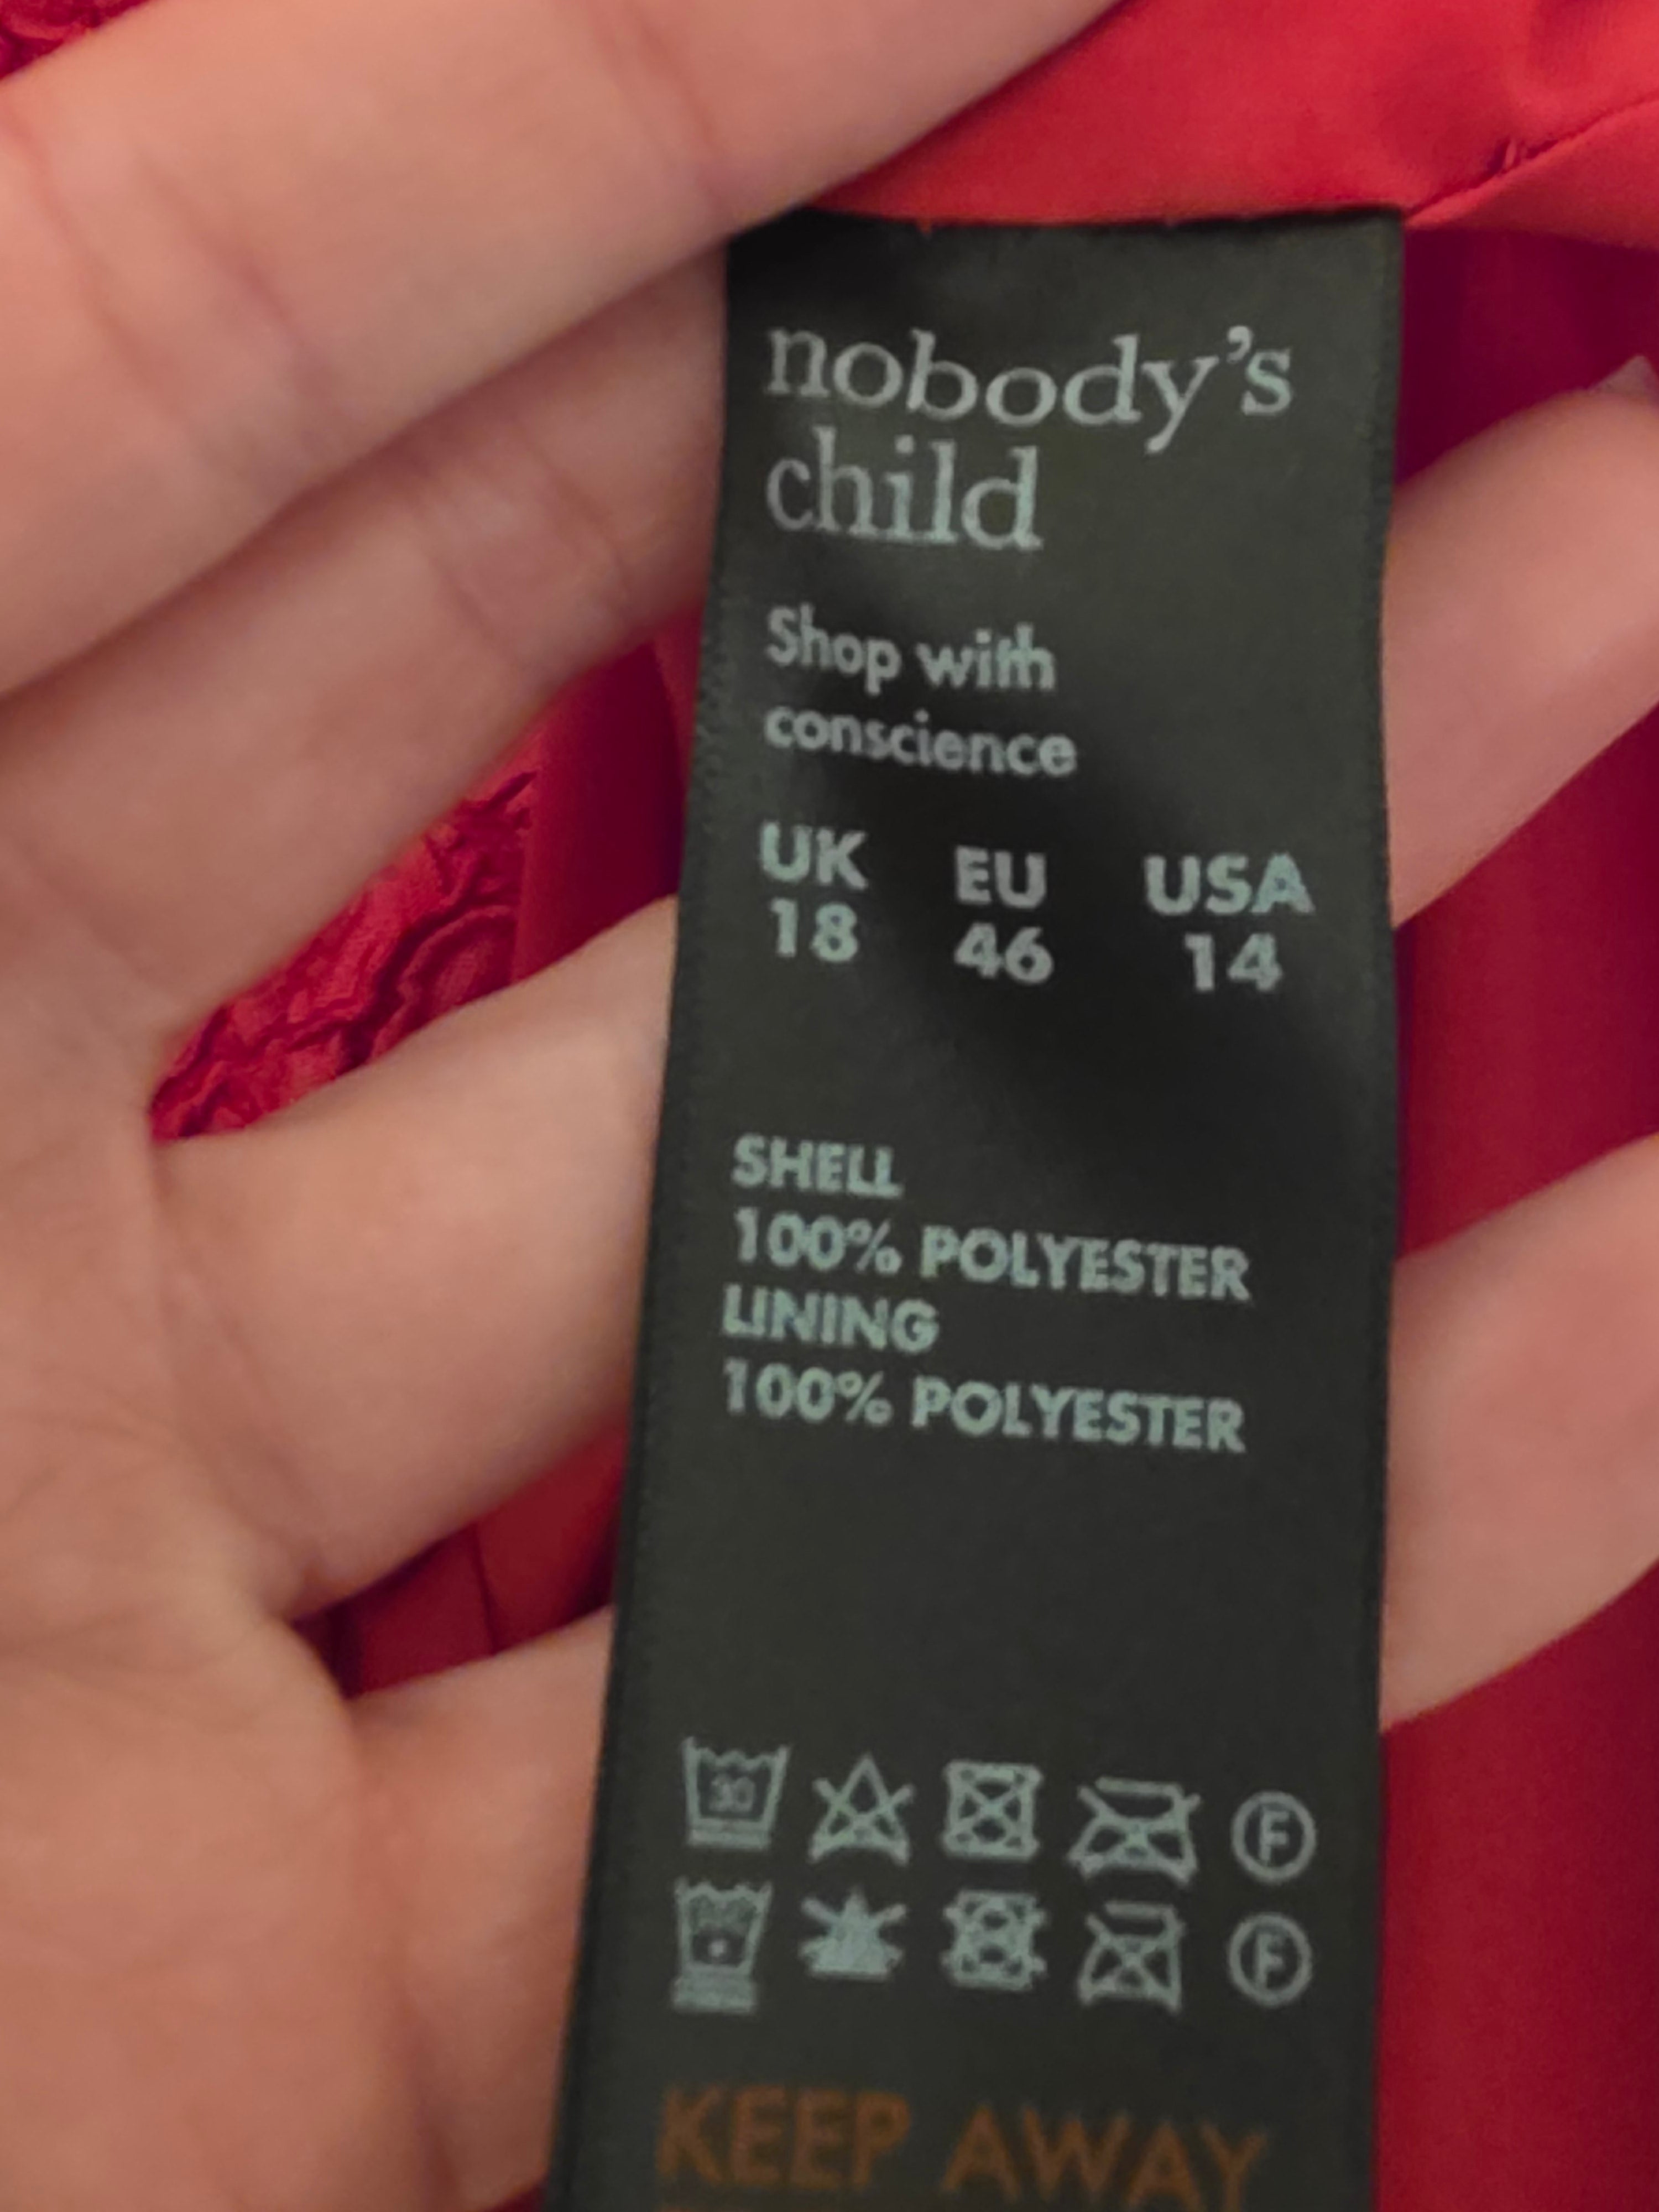 nobody's
child
Shop with
conscience
UK EU USA
18 46 14
SHELL
100% POLYESTER
LINING
100% POLYESTER
30 F
F
KEEP AWAY